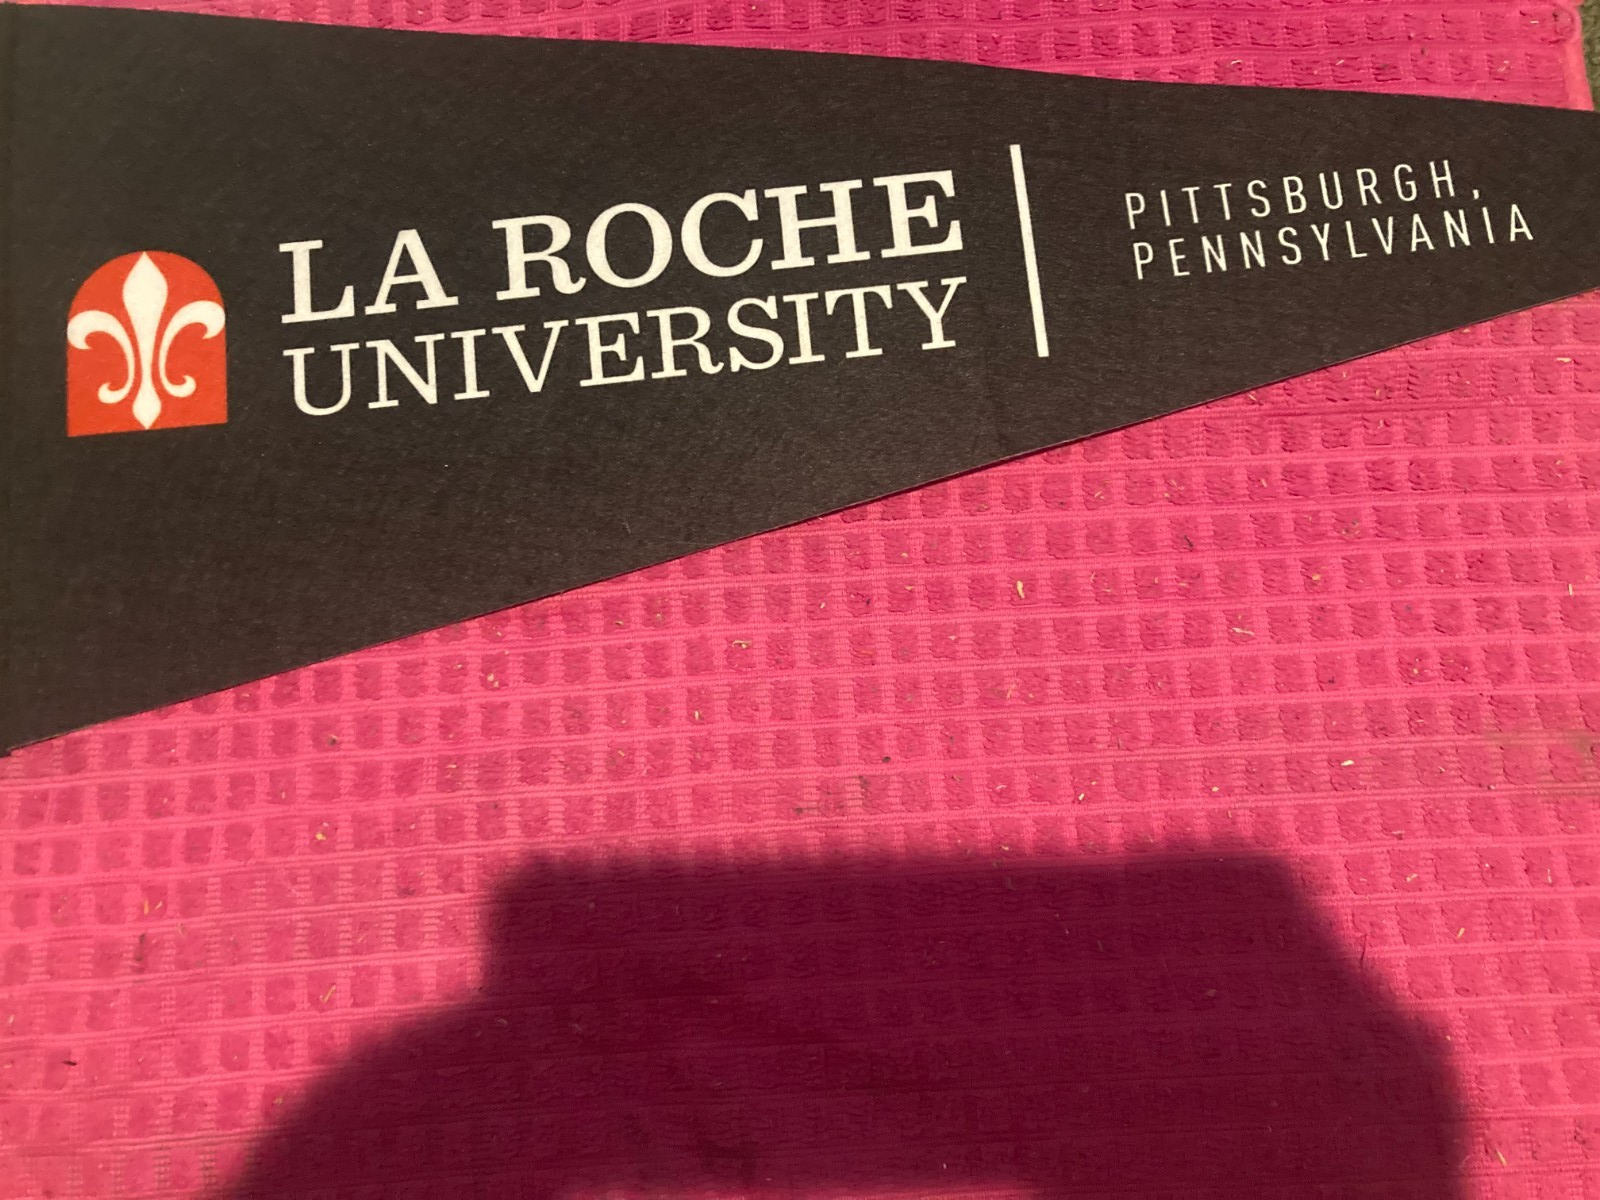 LA ROCHE
UNIVERSITY
PITTSBURGH,
PENNSYLVANIA